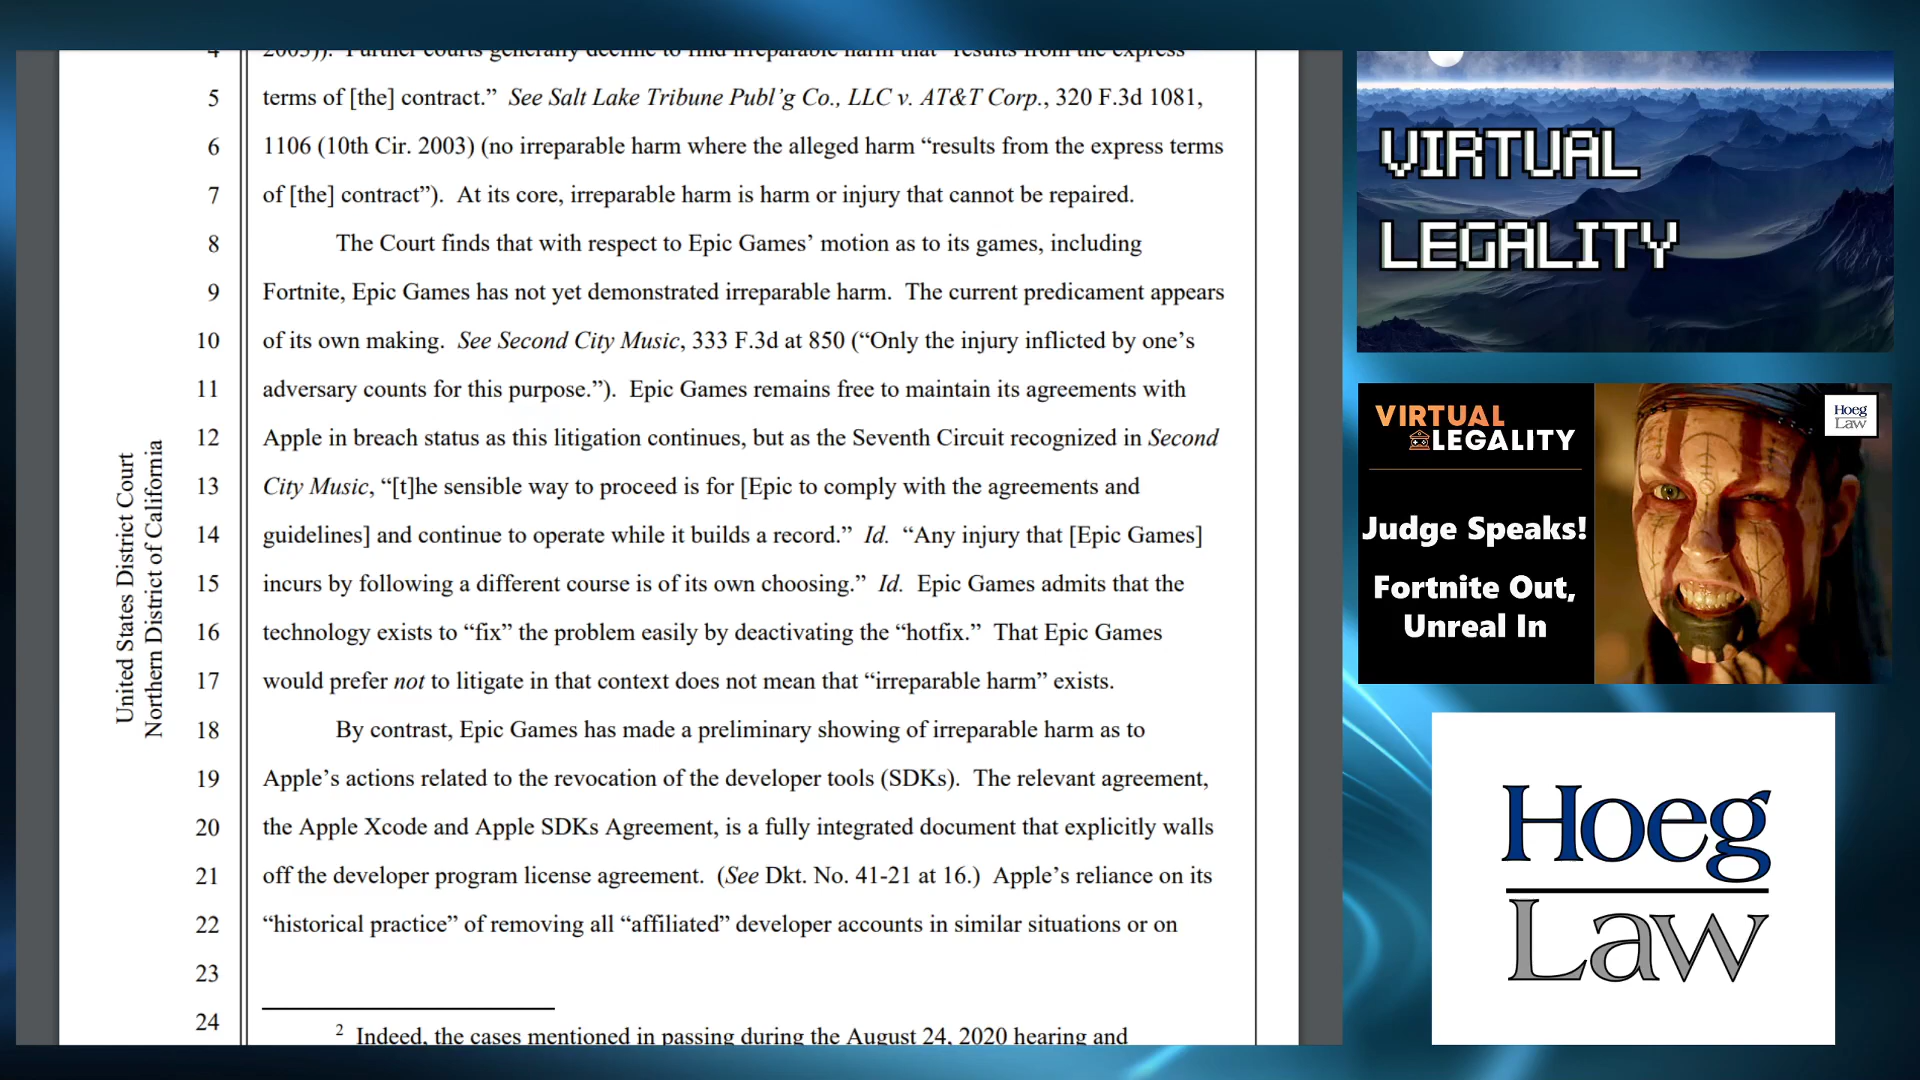 4 2003)). Further courts generally decline to find irreparable harm that “results from the express
5 terms of [the] contract.” See Salt Lake Tribune Publ’g Co., LLC v. AT&T Corp., 320 F.3d 1081,
6 1106 (10th Cir. 2003) (no irreparable harm where the alleged harm “results from the express terms
7 of [the] contract”). At its core, irreparable harm is harm or injury that cannot be repaired.
8 The Court finds that with respect to Epic Games’ motion as to its games, including
9 Fortnite, Epic Games has not yet demonstrated irreparable harm. The current predicament appears
10 of its own making. See Second City Music, 333 F.3d at 850 (“Only the injury inflicted by one’s
11 adversary counts for this purpose.”). Epic Games remains free to maintain its agreements with
12 Apple in breach status as this litigation continues, but as the Seventh Circuit recognized in Second
13 City Music, “[t]he sensible way to proceed is for [Epic to comply with the agreements and
14 guidelines] and continue to operate while it builds a record.” Id. “Any injury that [Epic Games]
15 incurs by following a different course is of its own choosing.” Id. Epic Games admits that the
16 technology exists to “fix” the problem easily by deactivating the “hotfix.” That Epic Games
17 would prefer not to litigate in that context does not mean that “irreparable harm” exists.
18 By contrast, Epic Games has made a preliminary showing of irreparable harm as to
19 Apple’s actions related to the revocation of the developer tools (SDKs). The relevant agreement,
20 the Apple Xcode and Apple SDKs Agreement, is a fully integrated document that explicitly walls
21 off the developer program license agreement. (See Dkt. No. 41-21 at 16.) Apple’s reliance on its
22 “historical practice” of removing all “affiliated” developer accounts in similar situations or on
23
24
2 Indeed, the cases mentioned in passing during the August 24, 2020 hearing and
United States District Court
Northern District of California
VIRTUAL
LEGALITY
VIRTUAL
LEGALITY
Judge Speaks!
Fortnite Out,
Unreal In
Hoeg
Law
Hoeg
Law